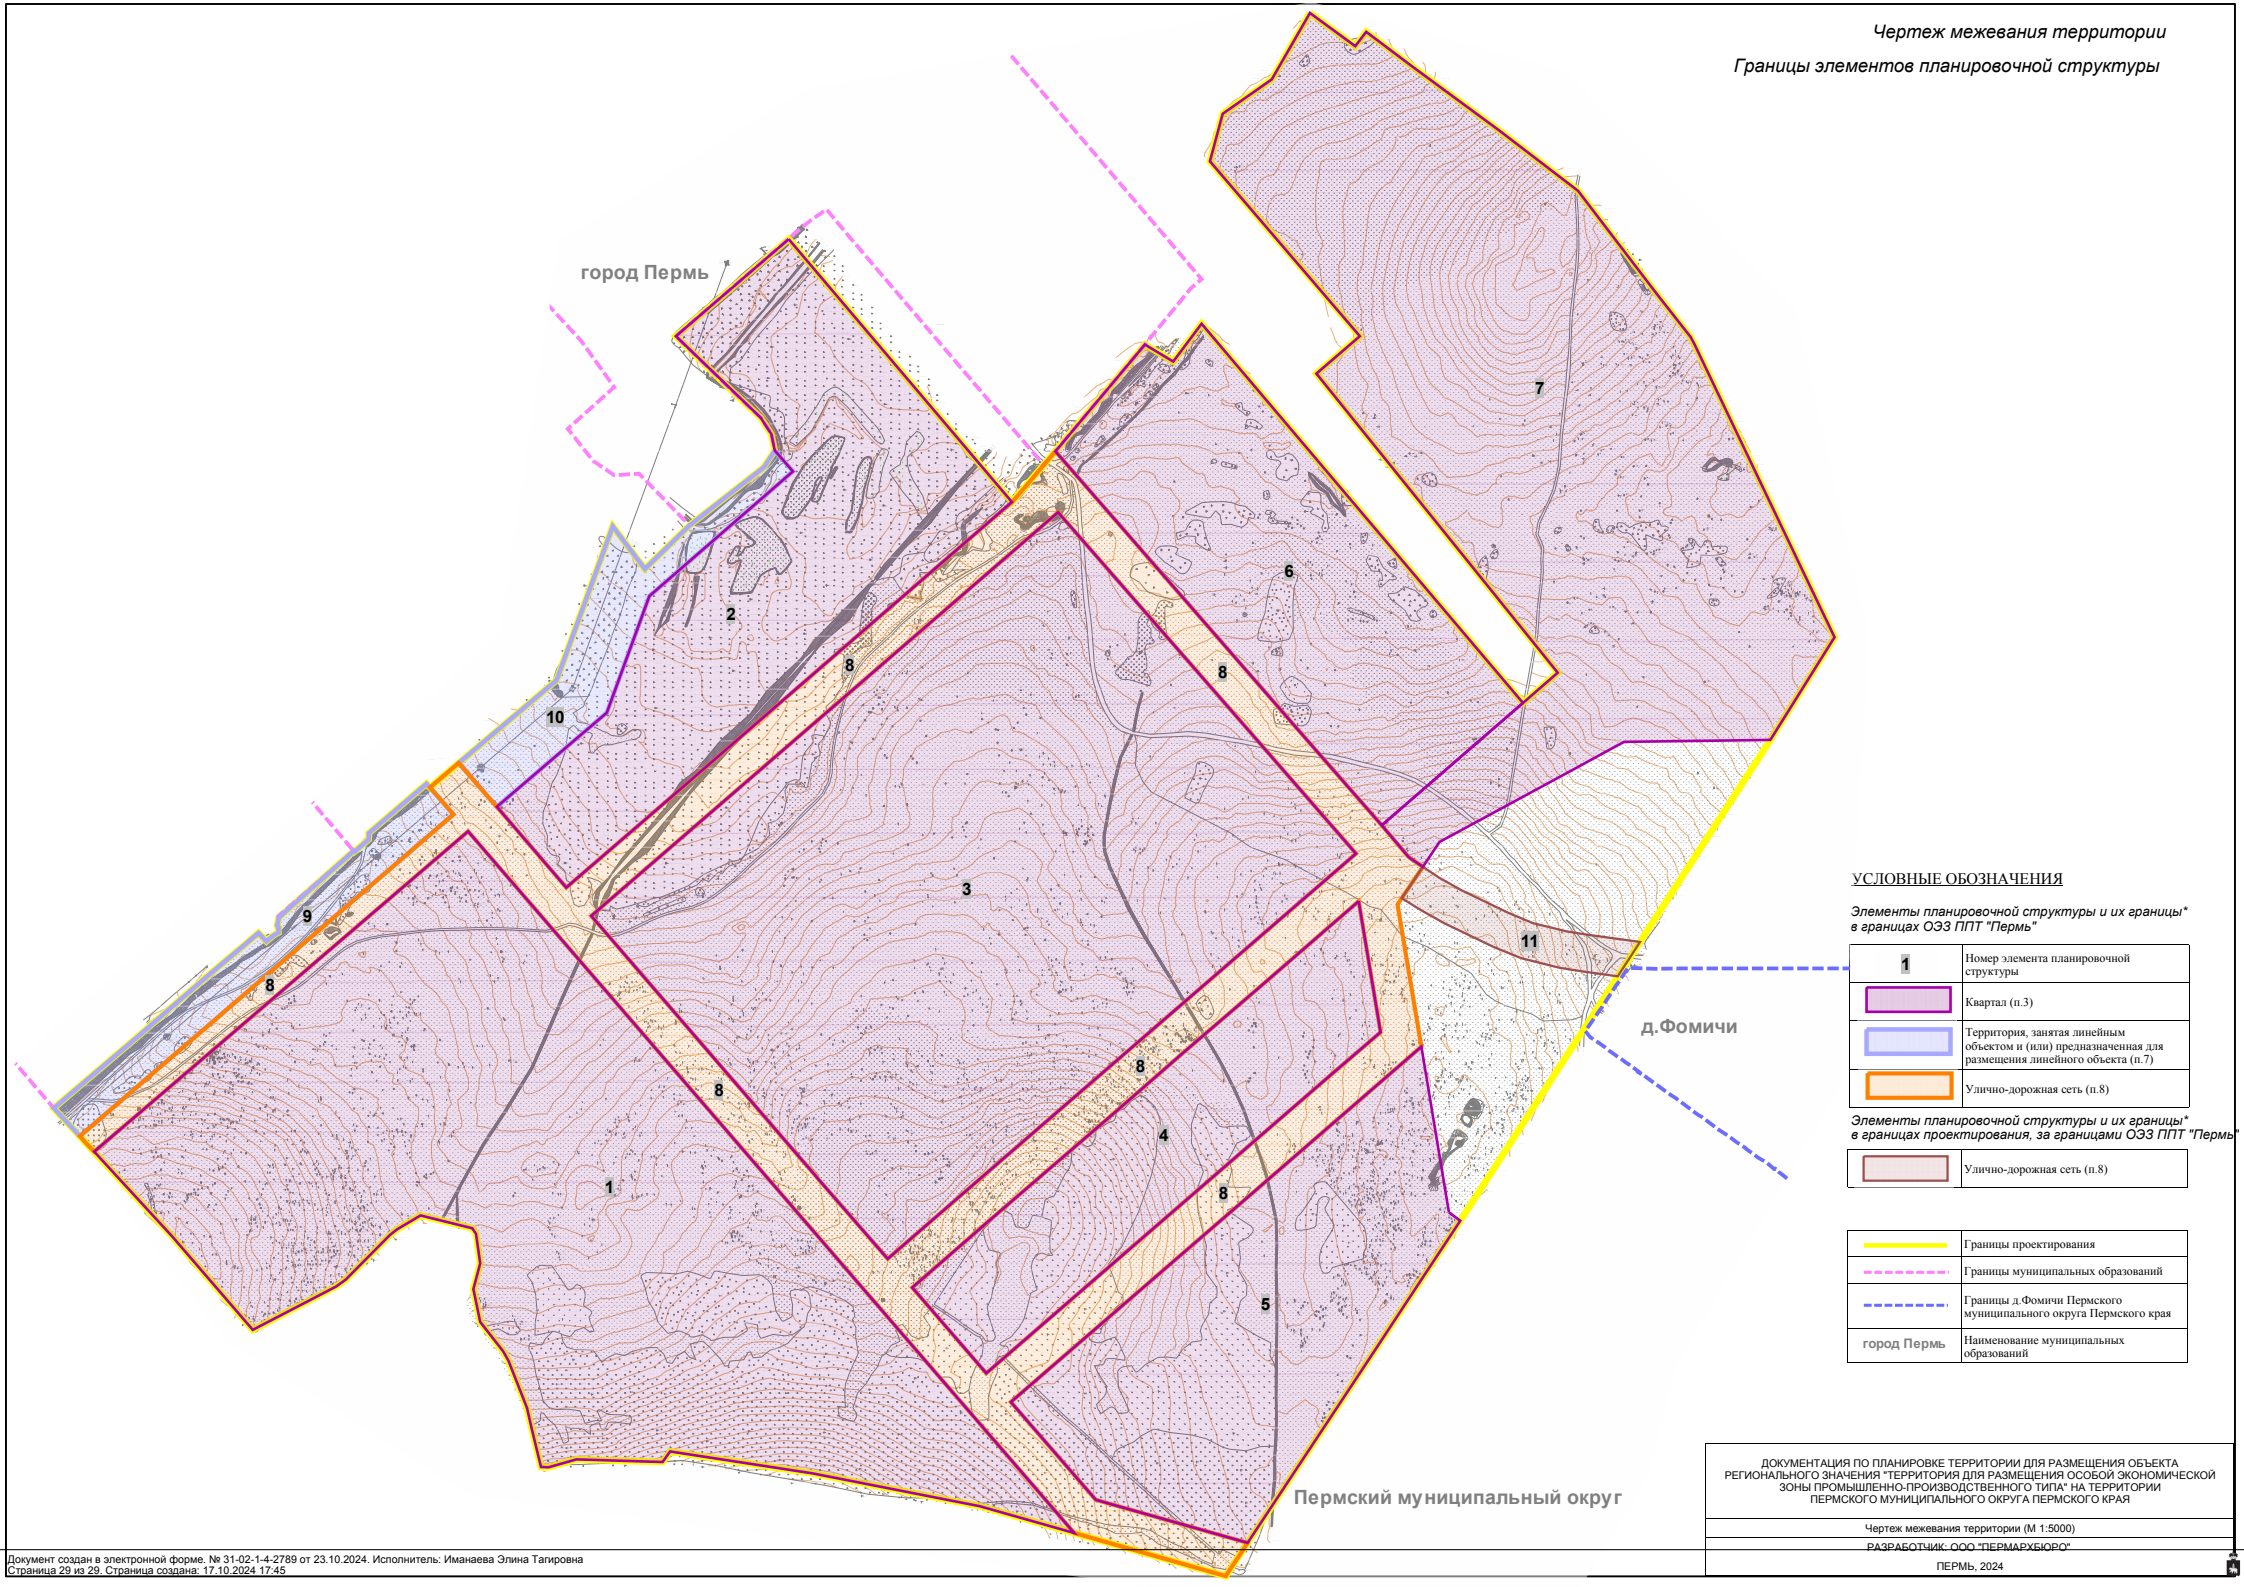 Чертеж межевания территории
Границы элементов планировочной структуры
город Пермь
7
6
2
8
8
10
3
9
11
8
д.Фомичи
8
8
4
1
8
5
Пермский муниципальный округ
УСЛОВНЫЕ ОБОЗНАЧЕНИЯ
Элементы планировочной структуры и их границы*
в границах ОЭЗ ППТ "Пермь"
1
Номер элемента планировочной
структуры
Квартал (п.3)
Территория, занятая линейным
объектом и (или) предназначенная для
размещения линейного объекта (п.7)
Улично-дорожная сеть (п.8)
Элементы планировочной структуры и их границы*
в границах проектирования, за границами ОЭЗ ППТ "Пермь"
Улично-дорожная сеть (п.8)
Границы проектирования
Границы муниципальных образований
Границы д.Фомичи Пермского
муниципального округа Пермского края
город Пермь
Наименование муниципальных
образований
ДОКУМЕНТАЦИЯ ПО ПЛАНИРОВКЕ ТЕРРИТОРИИ ДЛЯ РАЗМЕЩЕНИЯ ОБЪЕКТА
РЕГИОНАЛЬНОГО ЗНАЧЕНИЯ "ТЕРРИТОРИЯ ДЛЯ РАЗМЕЩЕНИЯ ОСОБОЙ ЭКОНОМИЧЕСКОЙ
ЗОНЫ ПРОМЫШЛЕННО-ПРОИЗВОДСТВЕННОГО ТИПА" НА ТЕРРИТОРИИ
ПЕРМСКОГО МУНИЦИПАЛЬНОГО ОКРУГА ПЕРМСКОГО КРАЯ
Чертеж межевания территории (М 1:5000)
РАЗРАБОТЧИК: ООО "ПЕРМАРХБЮРО"
ПЕРМЬ, 2024
Документ создан в электронной форме. № 31-02-1-4-2789 от 23.10.2024. Исполнитель: Иманаева Элина Тагировна
Страница 29 из 29. Страница создана: 17.10.2024 17:45